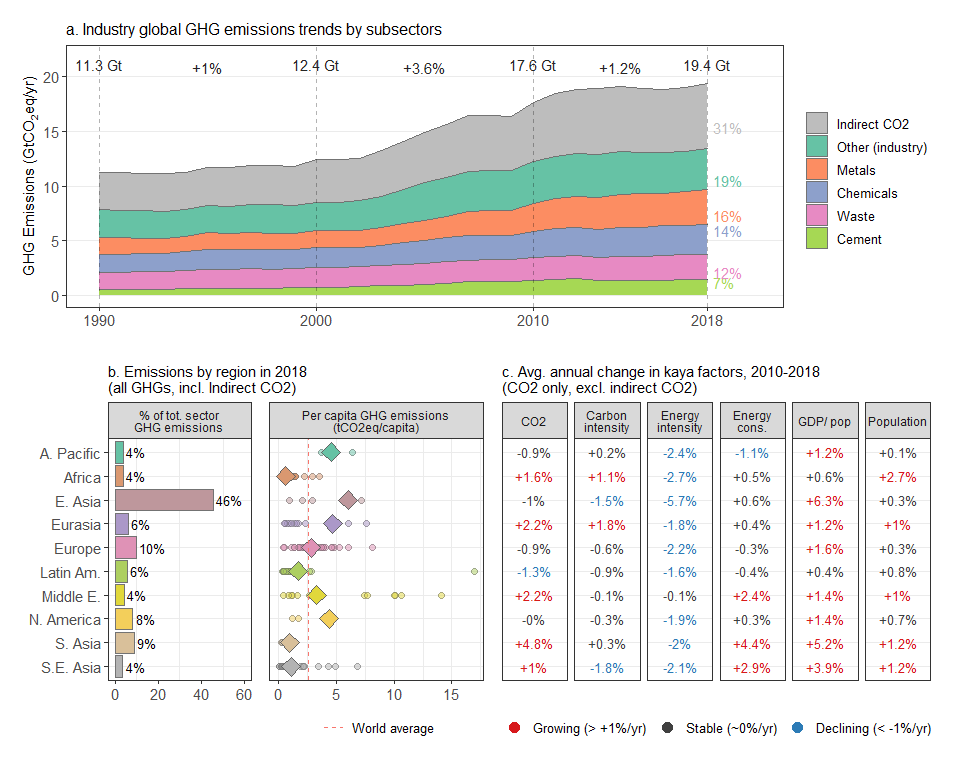 a. Industry global GHG emissions trends by subsectors
11.3 Gt +1% 12.4 Gt +3.6% 17.6 Gt +1.2% 19.4 Gt
GHG Emissions (GtCO2eq/yr)
20
15
10
5
0
31%
19%
16%
14%
12%
7%
1990 2000 2010 2018
Indirect CO2
Other (industry)
Metals
Chemicals
Waste
Cement
b. Emissions by region in 2018
(all GHGs, incl. Indirect CO2)
% of tot. sector
GHG emissions
Per capita GHG emissions
(tCO2eq/capita)
A. Pacific 4%
Africa 4%
E. Asia 46%
Eurasia 6%
Europe 10%
Latin Am. 6%
Middle E. 4%
N. America 8%
S. Asia 9%
S.E. Asia 4%
0 20 40 60
0 5 10 15
World average
c. Avg. annual change in kaya factors, 2010-2018
(CO2 only, excl. indirect CO2)
CO2 Carbon intensity Energy intensity Energy cons. GDP/ pop Population
-0.9% +0.2% -2.4% -1.1% +1.2% +0.1%
+1.6% +1.1% -2.7% +0.5% +0.6% +2.7%
-1% -1.5% -5.7% +0.6% +6.3% +0.3%
+2.2% +1.8% -1.8% +0.4% +1.2% +1%
-0.9% -0.6% -2.2% -0.3% +1.6% +0.3%
-1.3% -0.9% -1.6% -0.4% +0.4% +0.8%
+2.2% -0.1% -0.1% +2.4% +1.4% +1%
-0% -0.3% -1.9% +0.3% +1.4% +0.7%
+4.8% +0.3% -2% +4.4% +5.2% +1.2%
+1% -1.8% -2.1% +2.9% +3.9% +1.2%
Growing (> +1%/yr) Stable (~0%/yr) Declining (< -1%/yr)